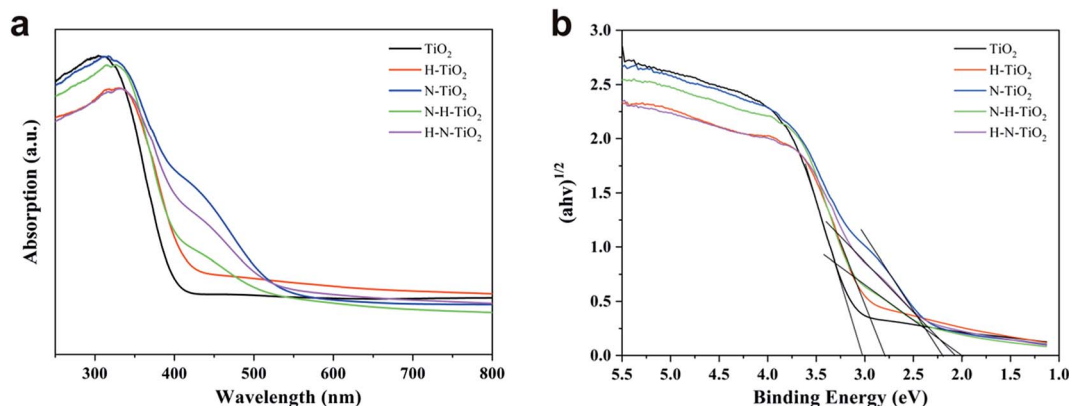 a
TiO₂
H-TiO₂
N-TiO₂
N-H-TiO₂
H-N-TiO₂
Absorption (a.u.)
300 400 500 600 700 800
Wavelength (nm)
b
3.0
2.5
2.0
1.5
1.0
0.5
0.0
TiO₂
H-TiO₂
N-TiO₂
N-H-TiO₂
H-N-TiO₂
(ahv)^1/2
5.5 5.0 4.5 4.0 3.5 3.0 2.5 2.0 1.5 1.0
Binding Energy (eV)